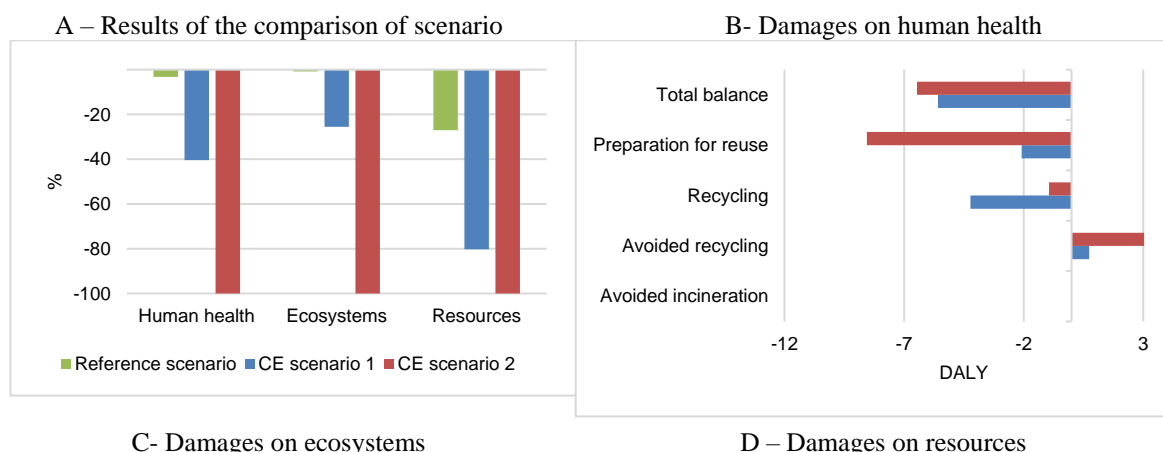 A – Results of the comparison of scenario
B- Damages on human health
-20
-40
-60
-80
-100
%
Human health
Ecosystems
Resources
Reference scenario
CE scenario 1
CE scenario 2
Total balance
Preparation for reuse
Recycling
Avoided recycling
Avoided incineration
-12
-7
-2
3
DALY
C- Damages on ecosystems
D – Damages on resources